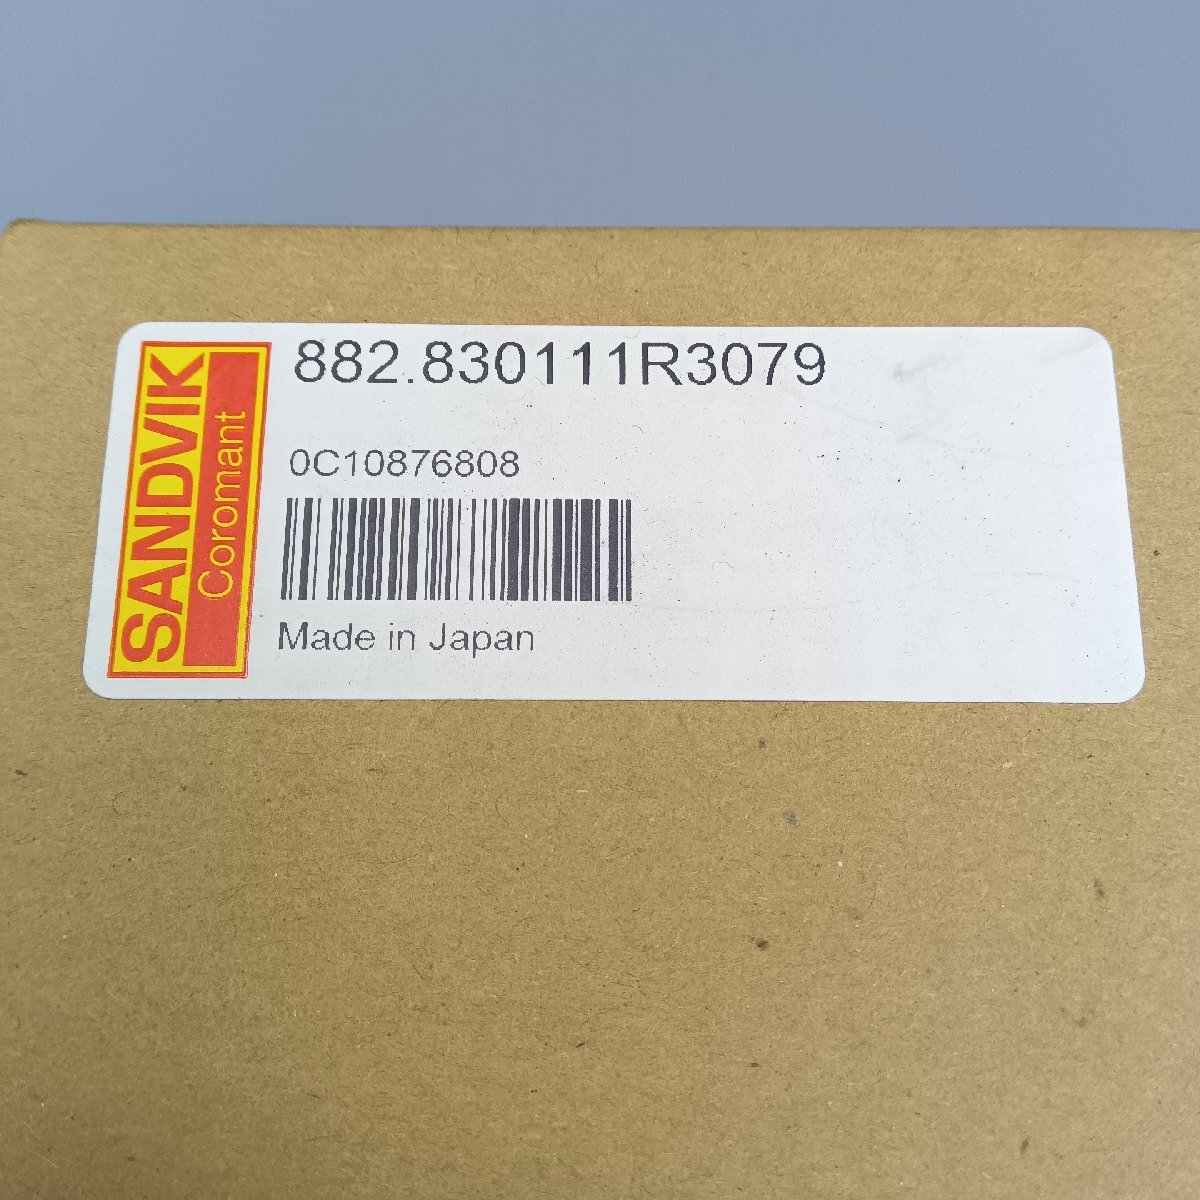 SANDVIK
Coromant
882.830111R3079
0C10876808
Made in Japan